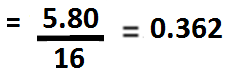 = 5.80/16 = 0.362